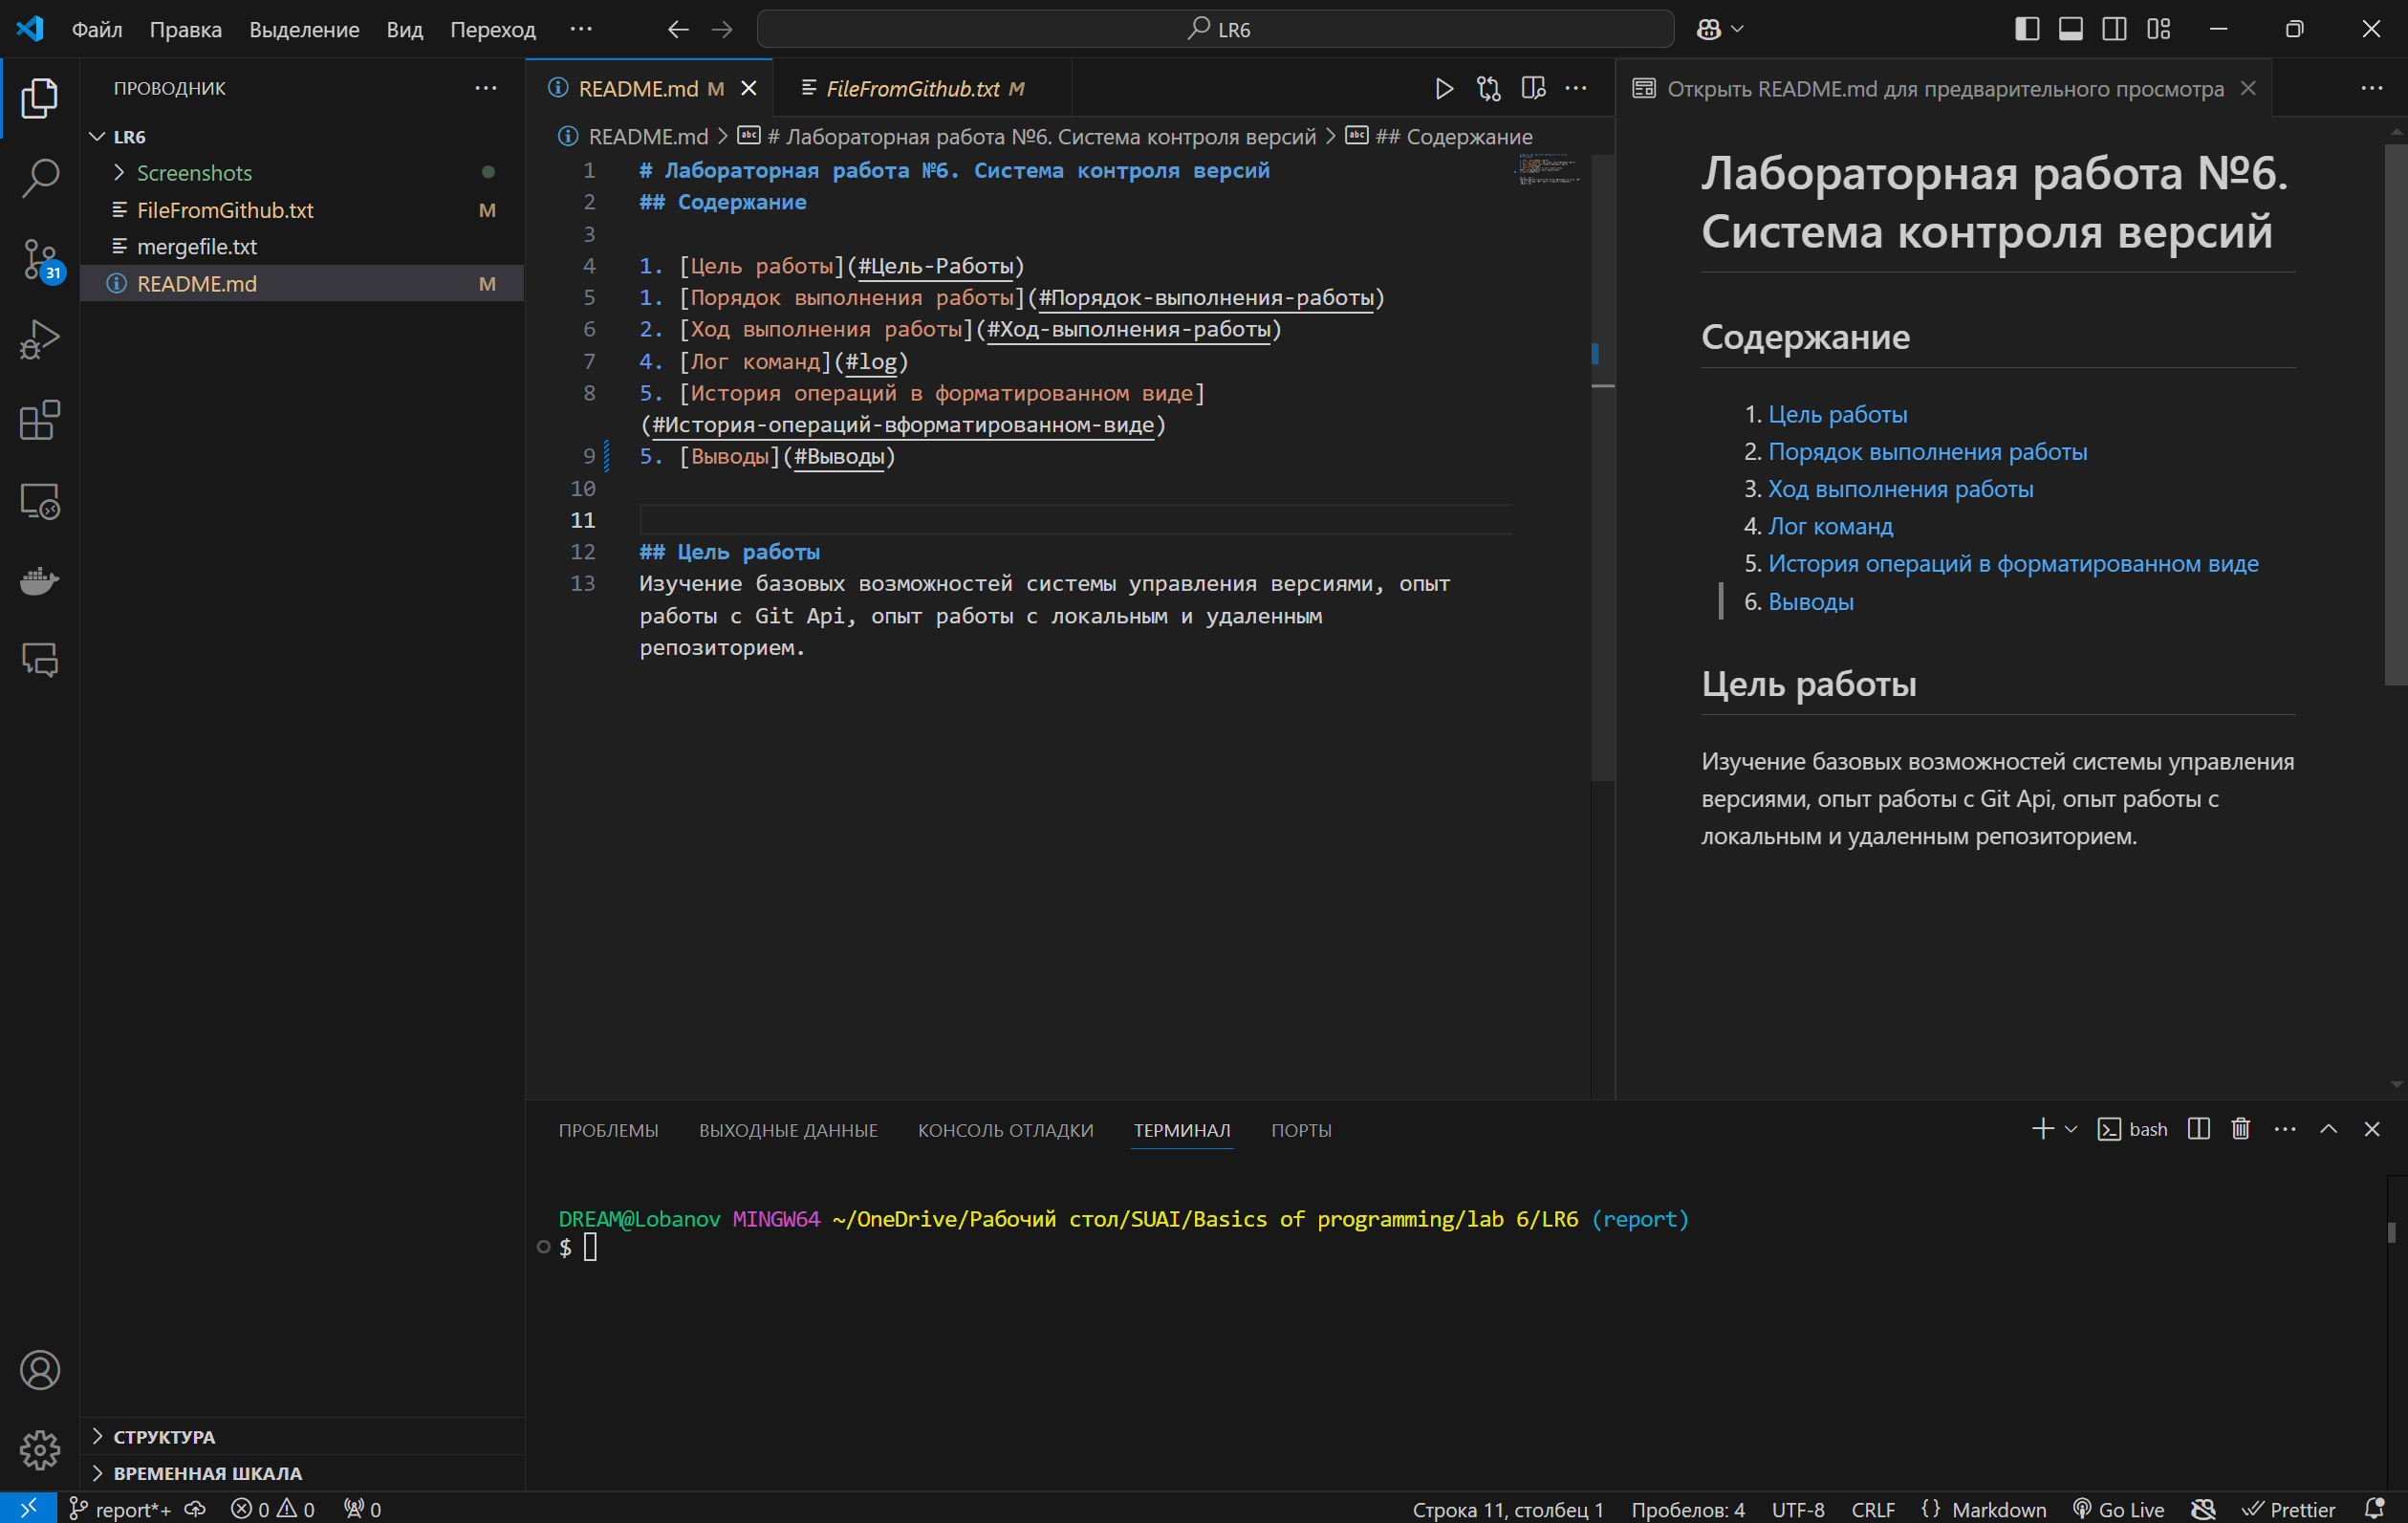 Файл Правка Выделение Вид Переход ··· LR6
ПРОВОДНИК
LR6
Screenshots
FileFromGithub.txt M
mergefile.txt
README.md M
31
СТРУКТУРА
ВРЕМЕННАЯ ШКАЛА
README.md M
FileFromGithub.txt M
README.md > # Лабораторная работа №6. Система контроля версий > ## Содержание
1 # Лабораторная работа №6. Система контроля версий
2 ## Содержание
3
4 1. [Цель работы](#Цель-Работы)
5 1. [Порядок выполнения работы](#Порядок-выполнения-работы)
6 2. [Ход выполнения работы](#Ход-выполнения-работы)
7 4. [Лог команд](#log)
8 5. [История операций в форматированном виде]
(#История-операций-вформатированном-виде)
9 5. [Выводы](#Выводы)
10
11
12 ## Цель работы
13 Изучение базовых возможностей системы управления версиями, опыт
работы с Git Api, опыт работы с локальным и удаленным
репозиторием.
Открыть README.md для предварительного просмотра
Лабораторная работа №6.
Система контроля версий
Содержание
1. Цель работы
2. Порядок выполнения работы
3. Ход выполнения работы
4. Лог команд
5. История операций в форматированном виде
6. Выводы
Цель работы
Изучение базовых возможностей системы управления
версиями, опыт работы с Git Api, опыт работы с
локальным и удаленным репозиторием.
ПРОБЛЕМЫ ВЫХОДНЫЕ ДАННЫЕ КОНСОЛЬ ОТЛАДКИ ТЕРМИНАЛ ПОРТЫ
bash
DREAM@Lobanov MINGW64 ~/OneDrive/Рабочий стол/SUAI/Basics of programming/lab 6/LR6 (report)
$
report*+ 0 0 0 Строка 11, столбец 1 Пробелов: 4 UTF-8 CRLF {} Markdown Go Live Prettier